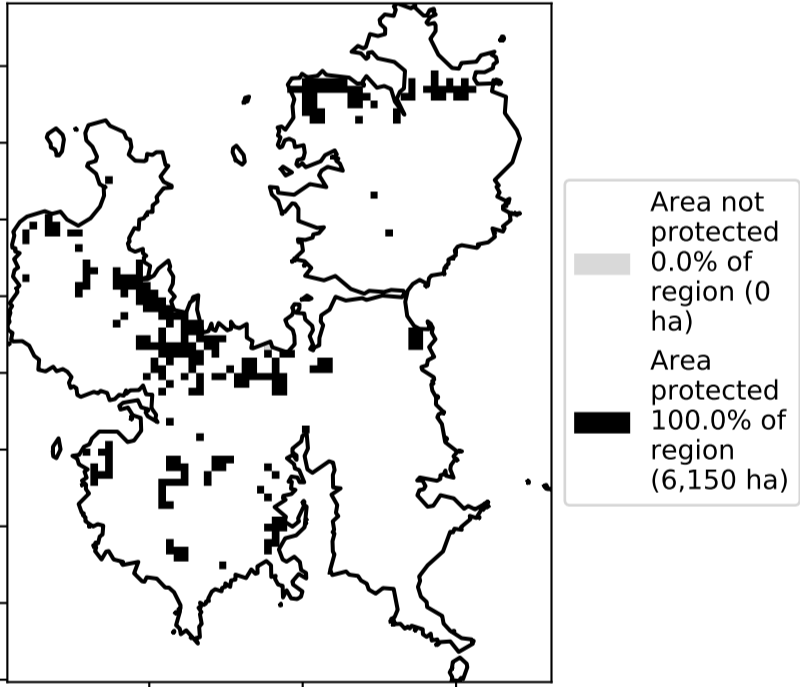 Area not
protected
0.0% of
region (0
ha)
Area
protected
100.0% of
region
(6,150 ha)